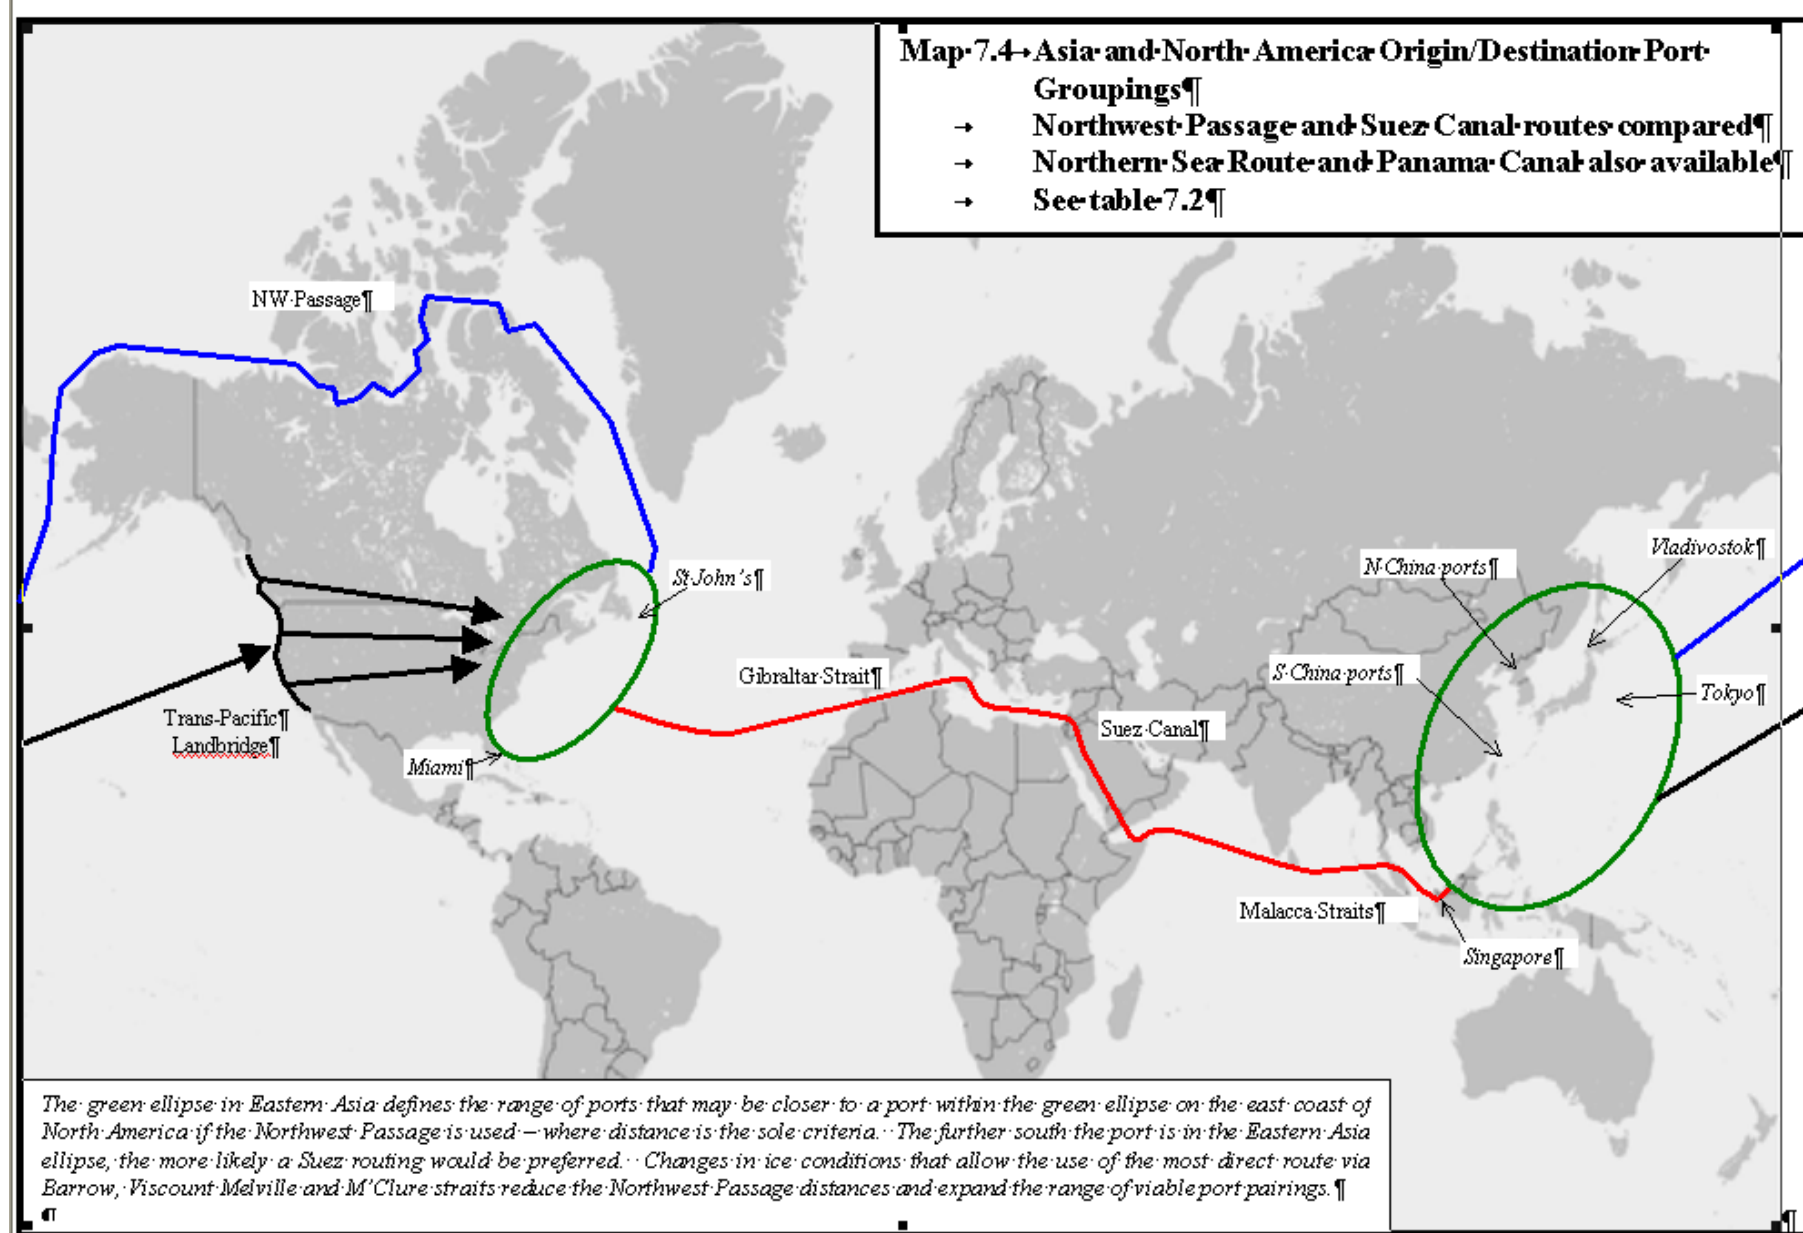 Map 7.4→Asia and North America Origin/Destination Port
Groupings¶
→ Northwest Passage and Suez Canal routes compared¶
→ Northern Sea Route and Panama Canal also available¶
→ See table 7.2¶
NW Passage¶
St John's¶
Vladivostok¶
N China ports¶
S China ports¶
Tokyo¶
Gibraltar Strait¶
Suez Canal¶
Trans-Pacific¶
Landbridge¶
Miami¶
Malacca Straits¶
Singapore¶
The green ellipse in Eastern Asia defines the range of ports that may be closer to a port within the green ellipse on the east coast of
North America if the Northwest Passage is used – where distance is the sole criteria.  The further south the port is in the Eastern Asia
ellipse, the more likely a Suez routing would be preferred.  Changes in ice conditions that allow the use of the most direct route via
Barrow, Viscount Melville and M'Clure straits reduce the Northwest Passage distances and expand the range of viable port pairings.¶
¶
¶